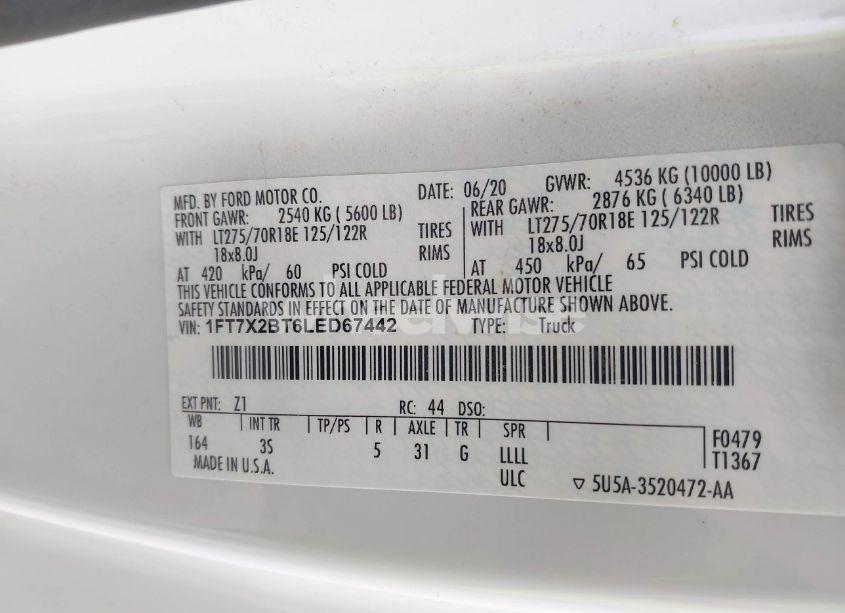 MFD. BY FORD MOTOR CO. DATE: 06/20 GVWR: 4536 KG (10000 LB)
FRONT GAWR: 2540 KG ( 5600 LB) REAR GAWR: 2876 KG ( 6340 LB)
WITH LT275/70R18E 125/122R TIRES WITH LT275/70R18E 125/122R TIRES
18x8.0J RIMS 18x8.0J RIMS
AT 420 kPa/ 60 PSI COLD AT 450 kPa/ 65 PSI COLD
THIS VEHICLE CONFORMS TO ALL APPLICABLE FEDERAL MOTOR VEHICLE
SAFETY STANDARDS IN EFFECT ON THE DATE OF MANUFACTURE SHOWN ABOVE.
VIN: 1FT7X2BT6LED67442 TYPE: Truck
EXT PNT: Z1 RC: 44 DSO:
WB INT TR TP/PS R AXLE TR SPR F0479
164 3S 5 31 G LLLL T1367
MADE IN U.S.A. ULC ▽ 5U5A-3520472-AA